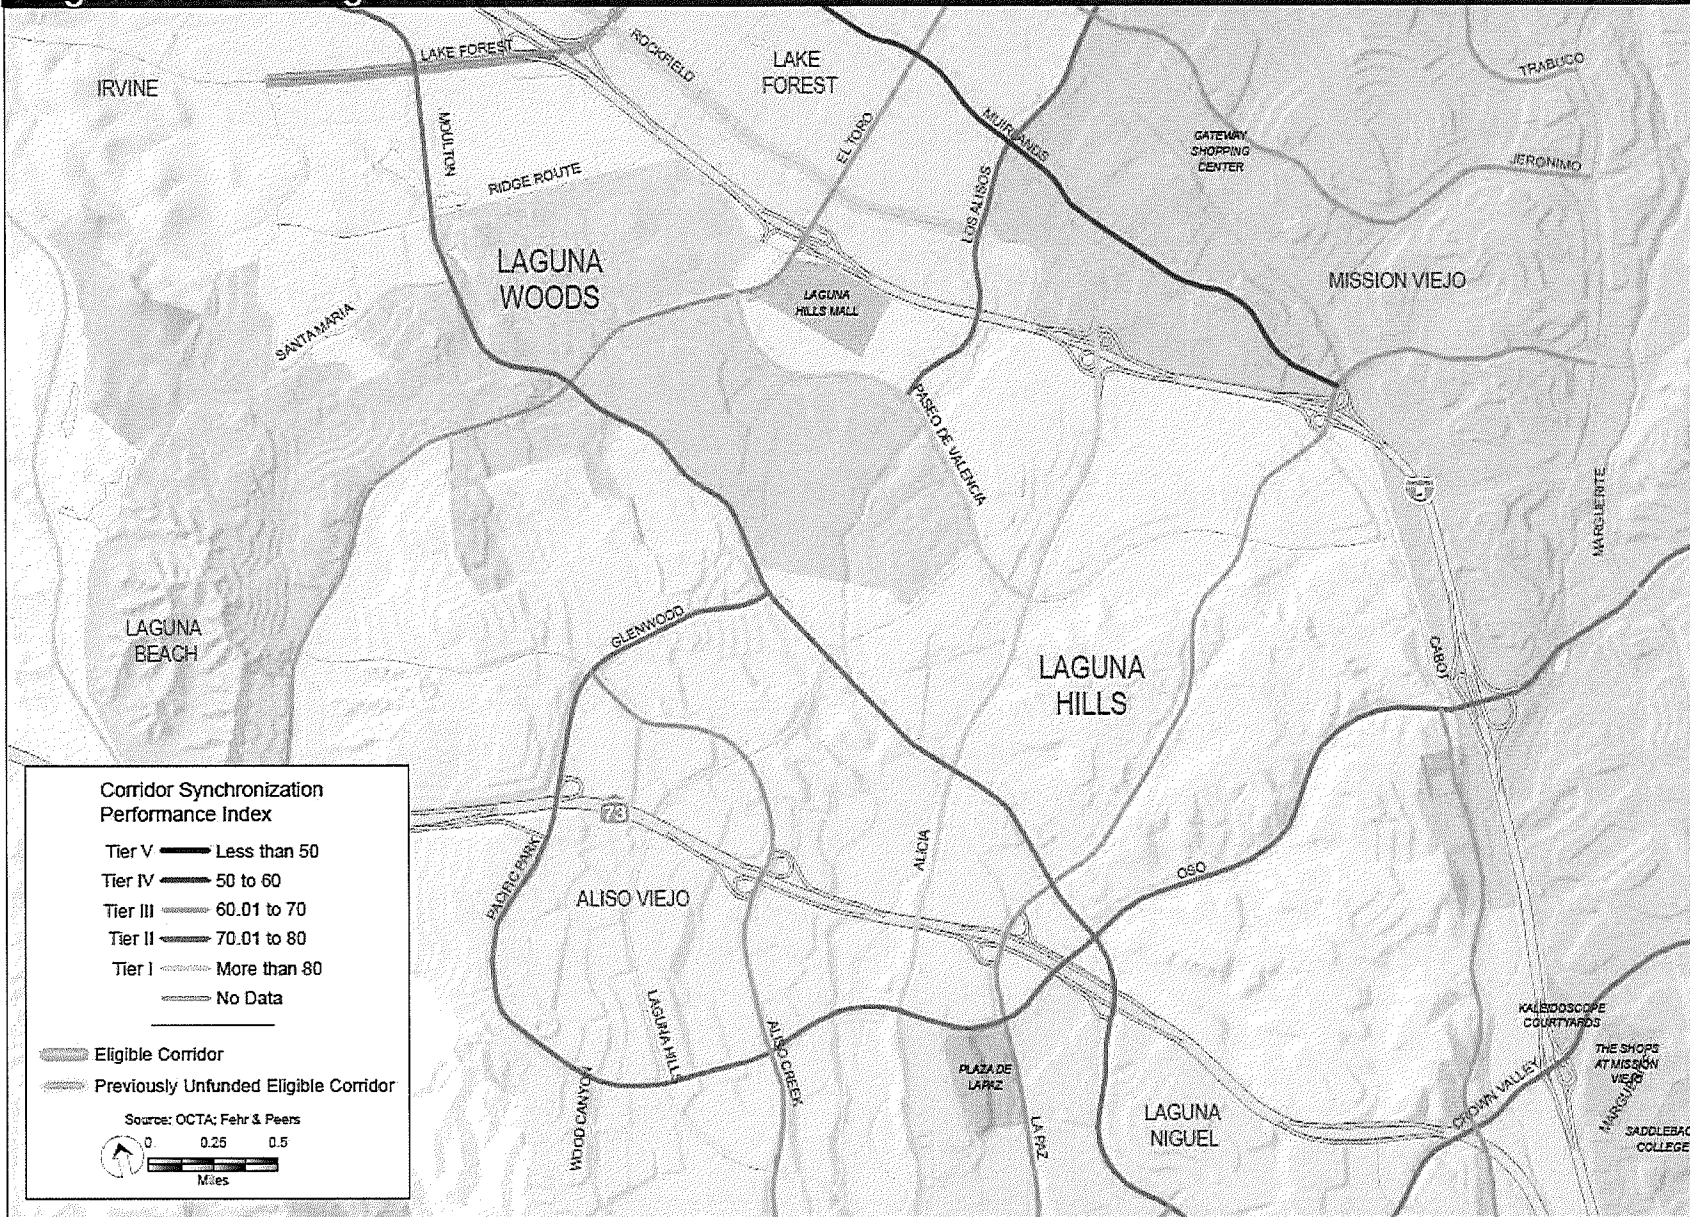 IRVINE
LAKE FOREST
ROCKFIELD
LAKE
FOREST
TRABUCO
MOULTON
EL TORO
MUIRLANDS
GATEWAY
SHOPPING
CENTER
JERONIMO
RIDGE ROUTE
LOS ALISOS
LAGUNA
WOODS
MISSION VIEJO
LAGUNA
HILLS MALL
SANTA MARIA
PASEO DE VALENCIA
MARGUERITE
LAGUNA
BEACH
GLENWOOD
CABOT
LAGUNA
HILLS
73
PACIFIC PARK
ALICIA
OSO
ALISO VIEJO
LAGUNA HILLS
ALISO CREEK
WOOD CANYON
PLAZA DE
LAPAZ
LA PAZ
LAGUNA
NIGUEL
CROWN VALLEY
KALEIDOSCOPE
COURTYARDS
THE SHOPS
AT MISSION
VIEJO
MARGUERITE
SADDLEBAC
COLLEGE
Corridor Synchronization
Performance Index
Tier V Less than 50
Tier IV 50 to 60
Tier III 60.01 to 70
Tier II 70.01 to 80
Tier I More than 80
No Data
Eligible Corridor
Previously Unfunded Eligible Corridor
Source: OCTA; Fehr & Peers
0 0.25 0.5
Miles